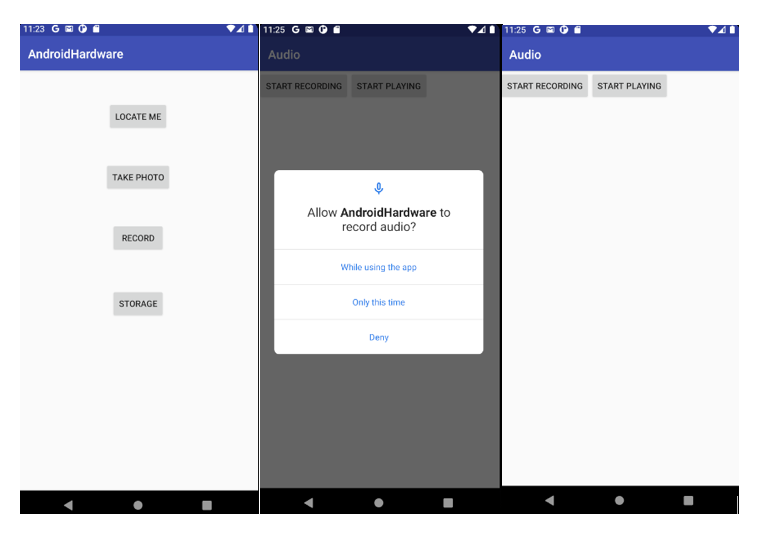 11:23 G
AndroidHardware
LOCATE ME
TAKE PHOTO
RECORD
STORAGE
11:25 G
Audio
START RECORDING START PLAYING
Allow AndroidHardware to
record audio?
While using the app
Only this time
Deny
11:25 G
Audio
START RECORDING START PLAYING